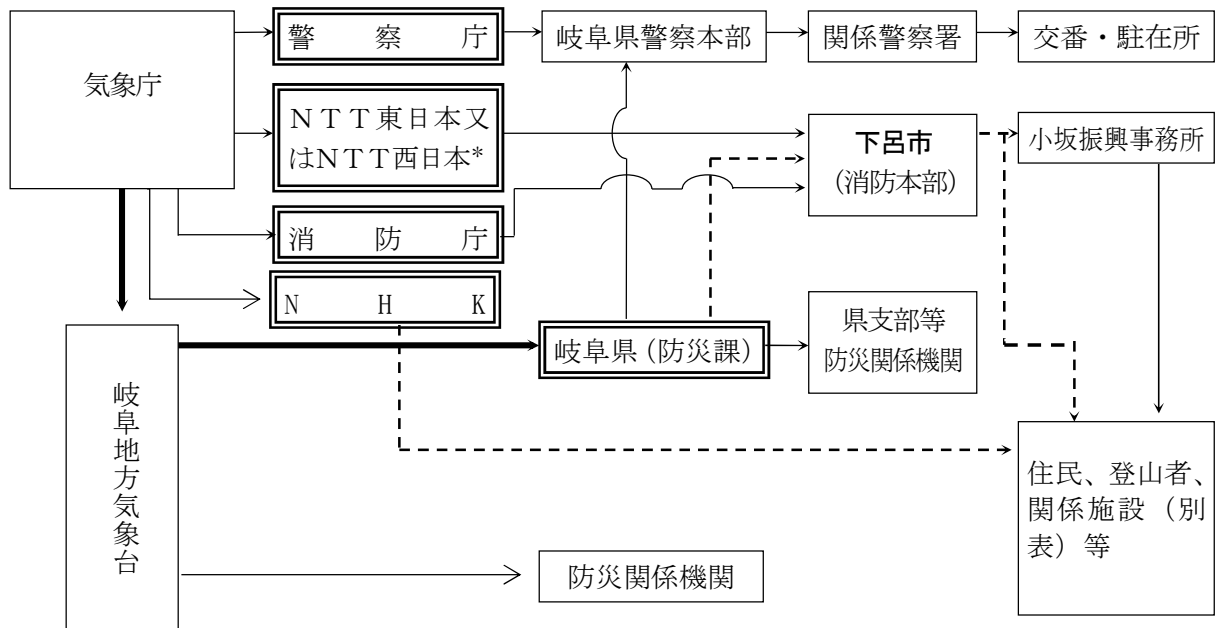 気象庁
警察庁
岐阜県警察本部
関係警察署
交番・駐在所
ＮＴＴ東日本又
はNTT西日本*
下呂市
（消防本部）
小坂振興事務所
消防庁
ＮＨＫ
岐阜県（防災課）
県支部等
防災関係機関
岐阜地方気象台
住民、登山者、
関係施設（別
表）等
防災関係機関